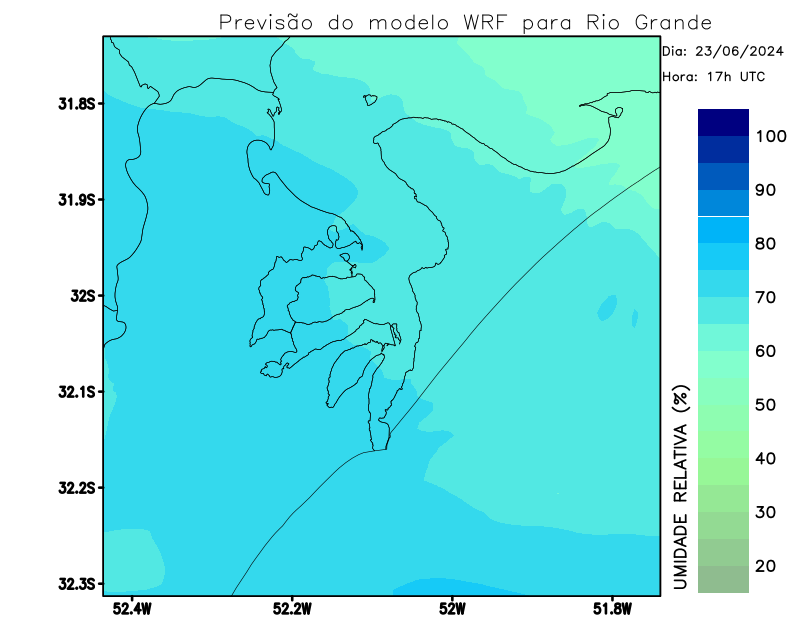 Previsão do modelo WRF para Rio Grande
Dia: 23/06/2024
Hora: 17h UTC
31.8S
31.9S
32S
32.1S
32.2S
32.3S
52.4W
52.2W
52W
51.8W
100
90
80
70
60
50
40
30
20
UMIDADE RELATIVA (%)